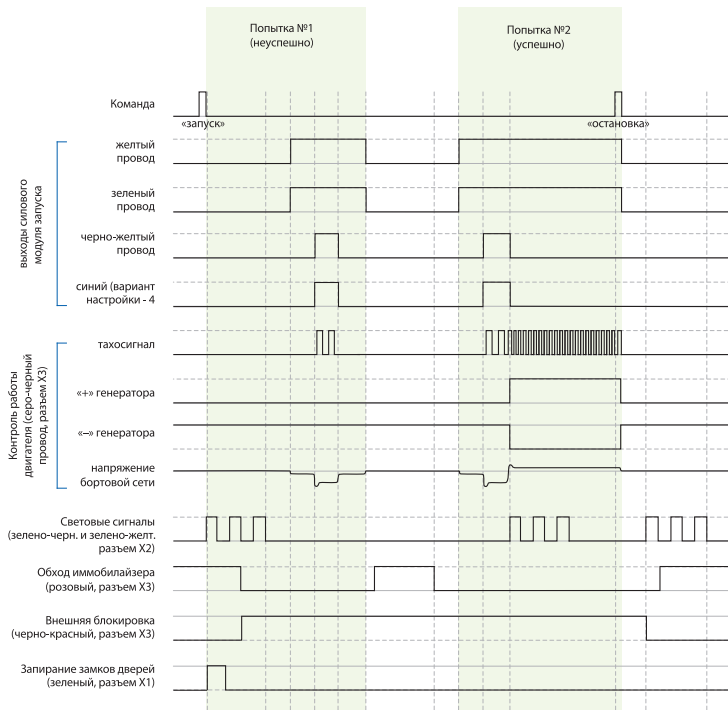 Попытка №1
(неуспешно)
Попытка №2
(успешно)
Команда
«запуск»
«остановка»
выходы силового
модуля запуска
желтый
провод
зеленый
провод
черно-желтый
провод
синий (вариант
настройки - 4
Контроль работы
двигателя (серо-черный
провод, разъем X3)
тахосигнал
«+» генератора
«–» генератора
напряжение
бортовой сети
Световые сигналы
(зелено-черн. и зелено-желт.
разъем X2)
Обход иммобилайзера
(розовый, разъем X3)
Внешняя блокировка
(черно-красный, разъем X3)
Запирание замков дверей
(зеленый, разъем X1)